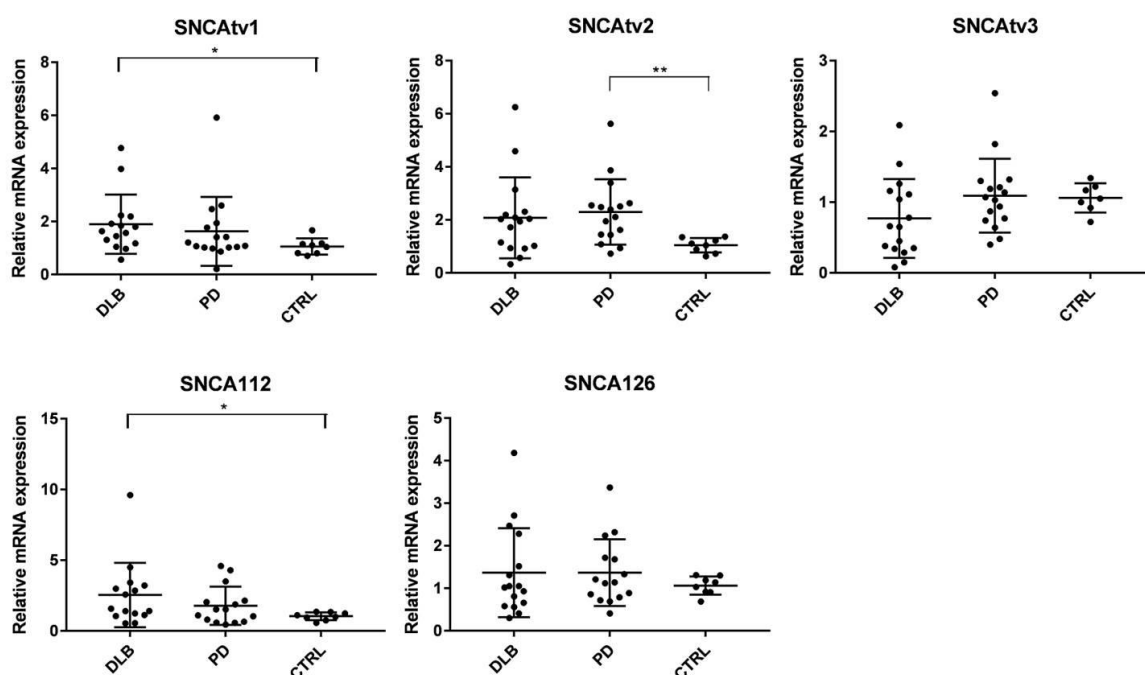 SNCAtv1
Relative mRNA expression
8
6
4
2
0
*
DLB
PD
CTRL
SNCAtv2
Relative mRNA expression
8
6
4
2
0
**
DLB
PD
CTRL
SNCAtv3
Relative mRNA expression
3
2
1
0
DLB
PD
CTRL
SNCA112
Relative mRNA expression
15
10
5
0
*
DLB
PD
CTRL
SNCA126
Relative mRNA expression
5
4
3
2
1
0
DLB
PD
CTRL